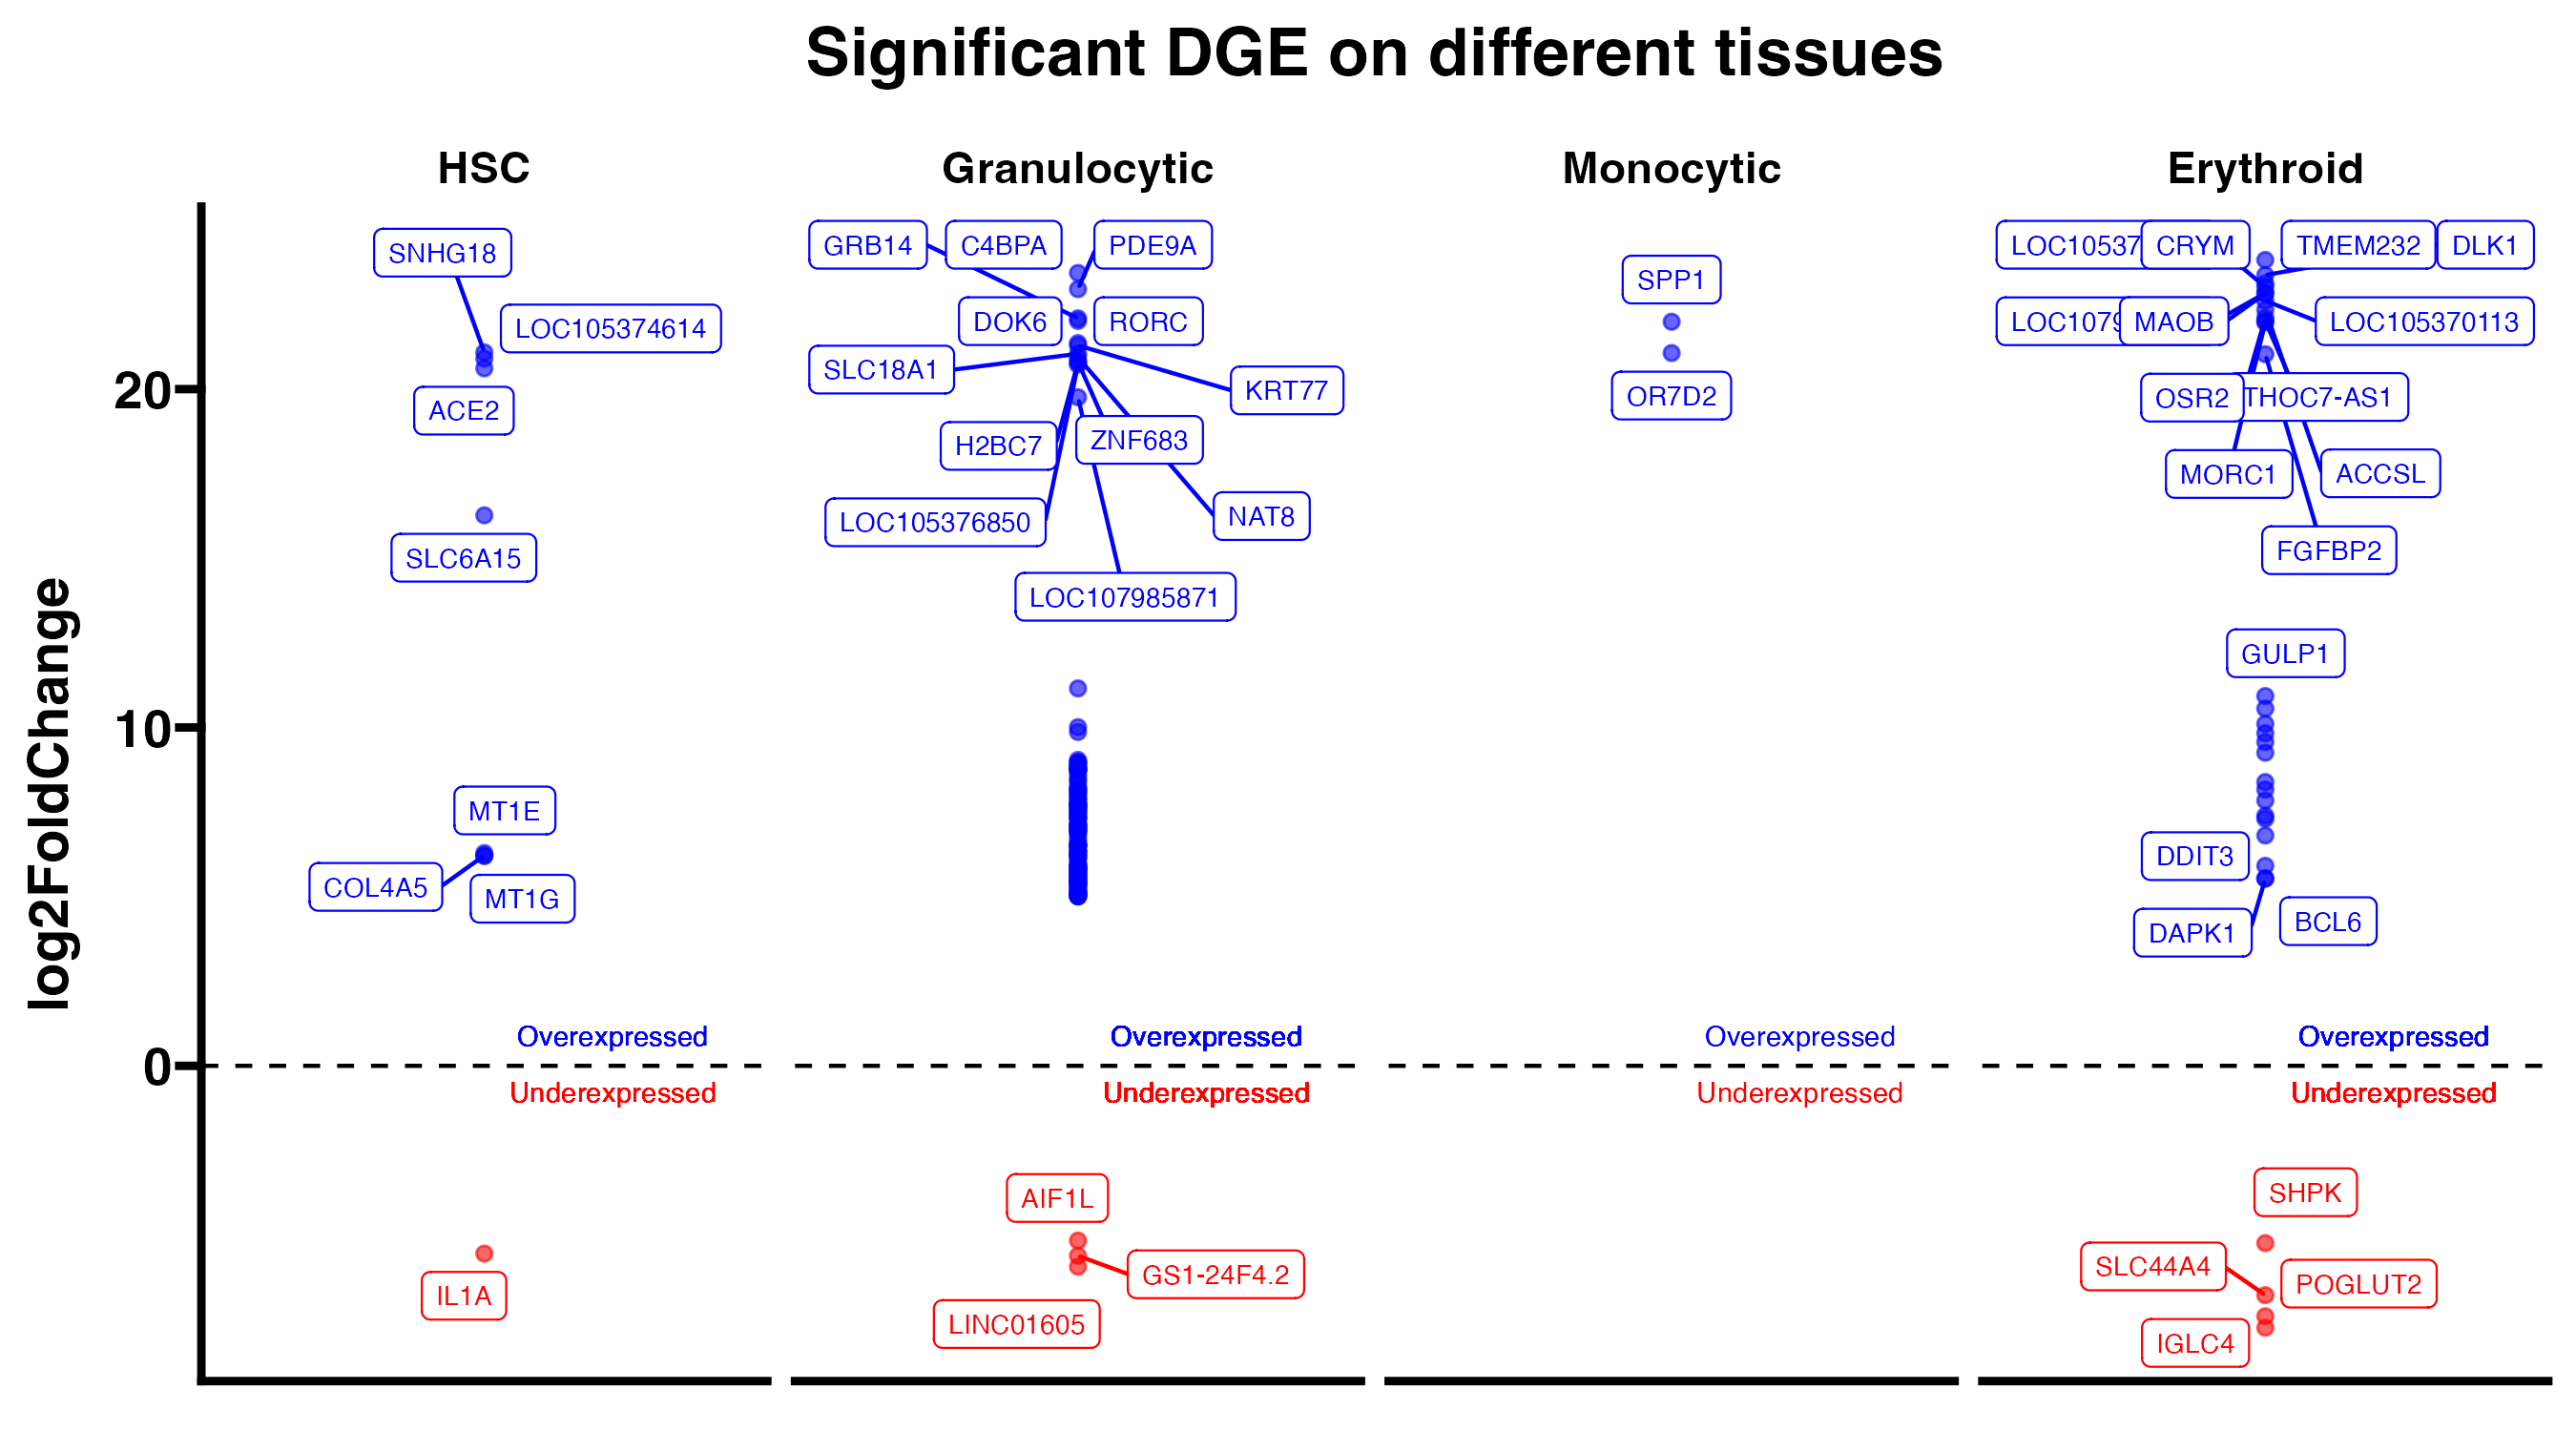 Significant DGE on different tissues
HSC
Granulocytic
Monocytic
Erythroid
log2FoldChange
20
10
0
SNHG18
LOC105374614
ACE2
SLC6A15
MT1E
COL4A5
MT1G
Overexpressed
Underexpressed
IL1A
GRB14
C4BPA
PDE9A
DOK6
RORC
SLC18A1
KRT77
H2BC7
ZNF683
LOC105376850
NAT8
LOC107985871
Overexpressed
Underexpressed
AIF1L
GS1-24F4.2
LINC01605
SPP1
OR7D2
Overexpressed
Underexpressed
CRYM
TMEM232
DLK1
MAOB
LOC105370113
OSR2
THOC7-AS1
MORC1
ACCSL
FGFBP2
GULP1
DDIT3
DAPK1
BCL6
Overexpressed
Underexpressed
SHPK
SLC44A4
POGLUT2
IGLC4